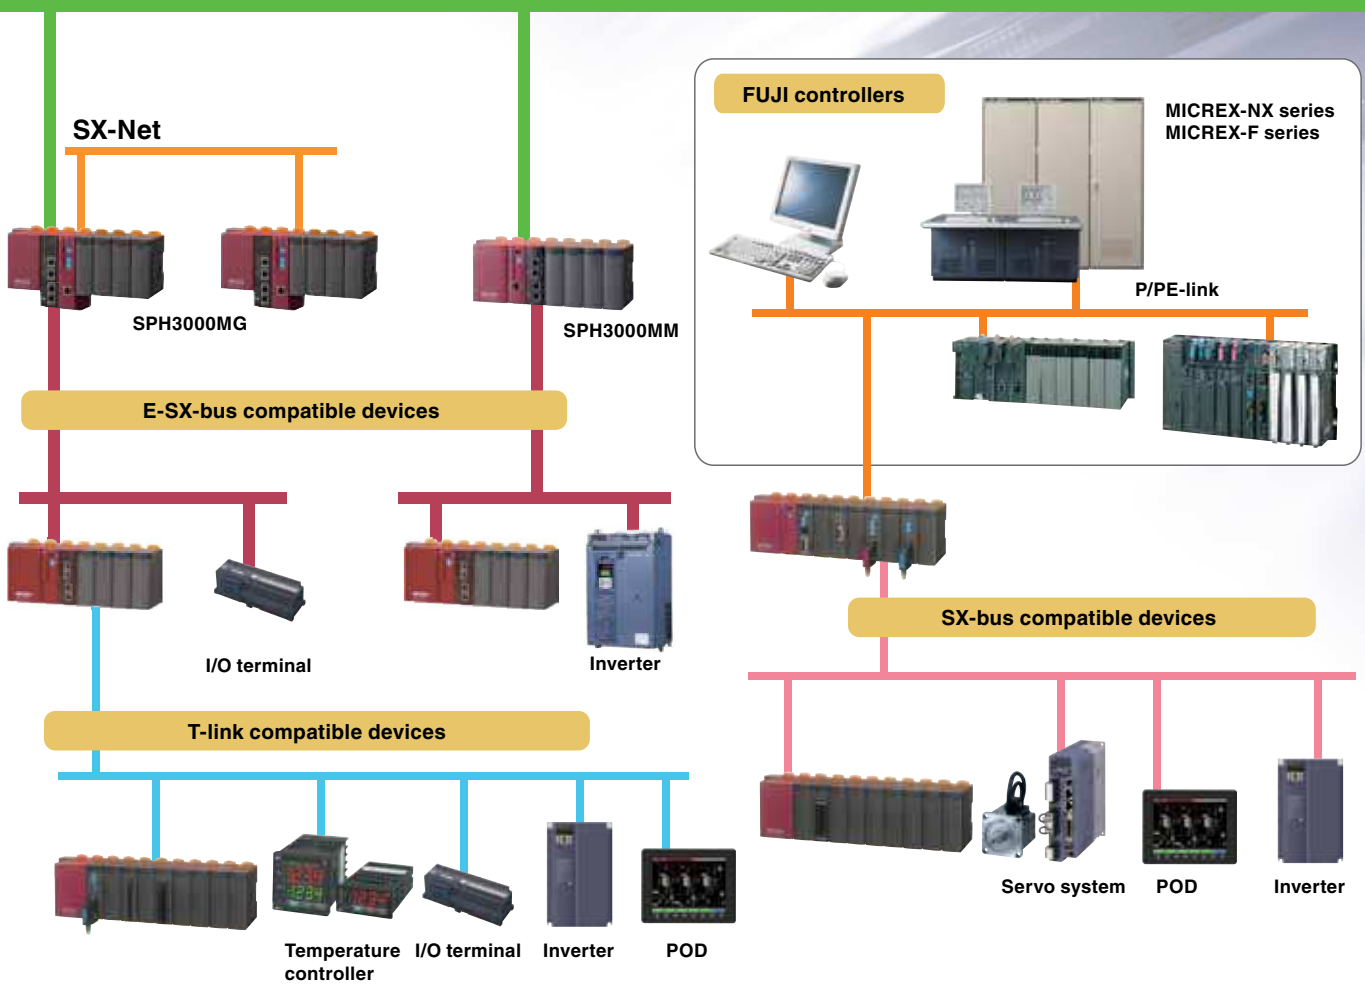 SX-Net
SPH3000MG
SPH3000MM
E-SX-bus compatible devices
I/O terminal
Inverter
T-link compatible devices
Temperature
controller
I/O terminal
Inverter
POD
FUJI controllers
MICREX-NX series
MICREX-F series
P/PE-link
SX-bus compatible devices
Servo system
POD
Inverter